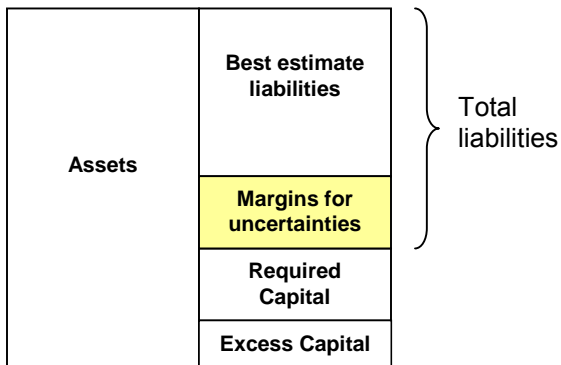 Assets
Best estimate
liabilities
Margins for
uncertainties
Required
Capital
Excess Capital
Total
liabilities